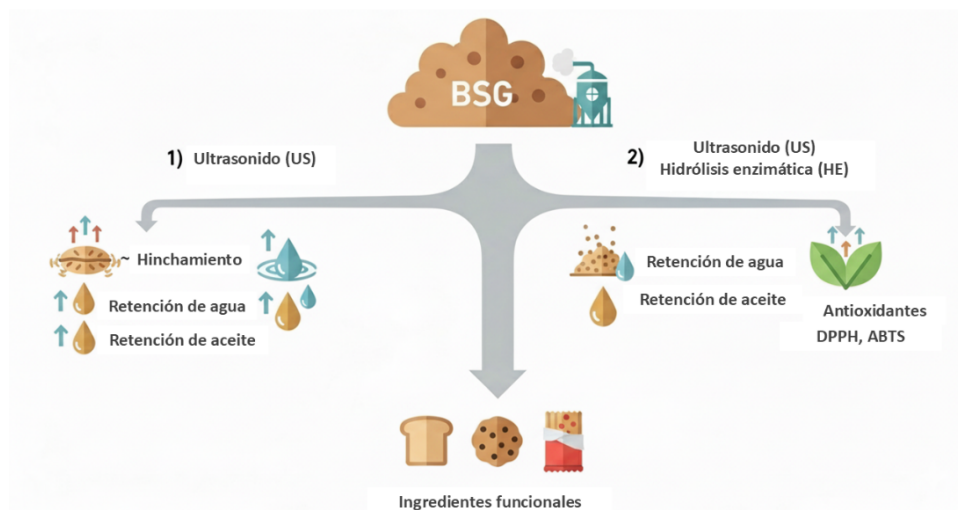 BSG
1) Ultrasonido (US)
2) Ultrasonido (US)
Hidrólisis enzimática (HE)
~ Hinchamiento
Retención de agua
Retención de aceite
Retención de agua
Retención de aceite
Antioxidantes
DPPH, ABTS
Ingredientes funcionales